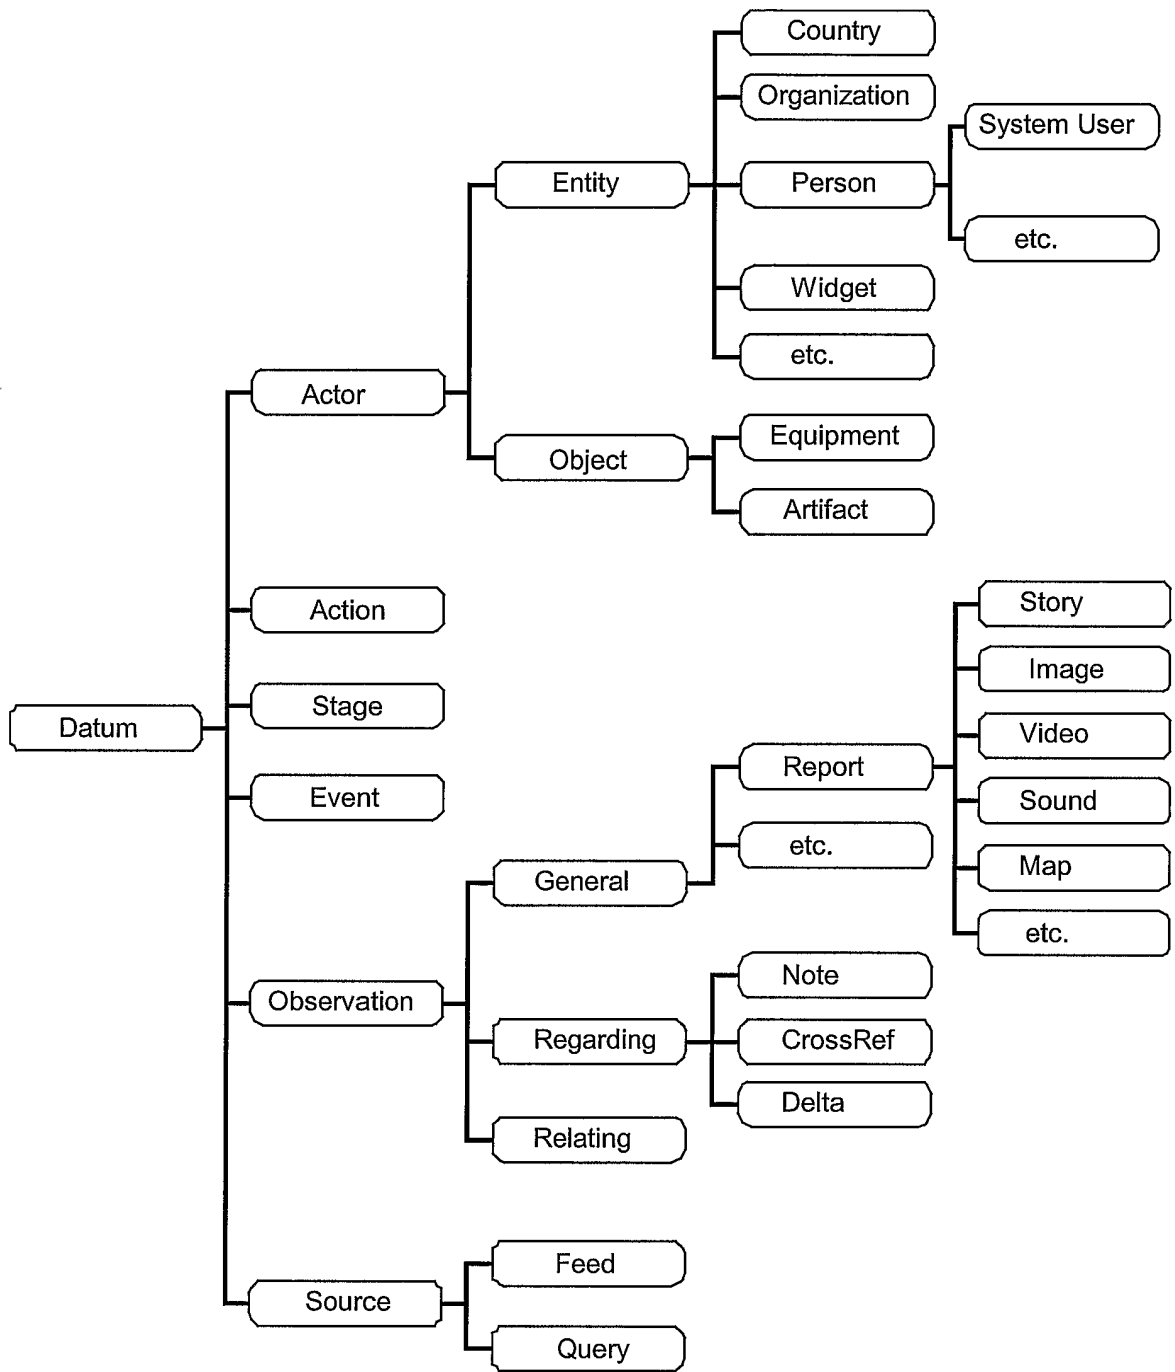 Country
Organization
System User
Entity
Person
etc.
Widget
etc.
Actor
Equipment
Object
Artifact
Action
Story
Image
Stage
Datum
Video
Report
Event
Sound
etc.
Map
General
etc.
Note
Observation
Regarding
CrossRef
Delta
Relating
Feed
Source
Query